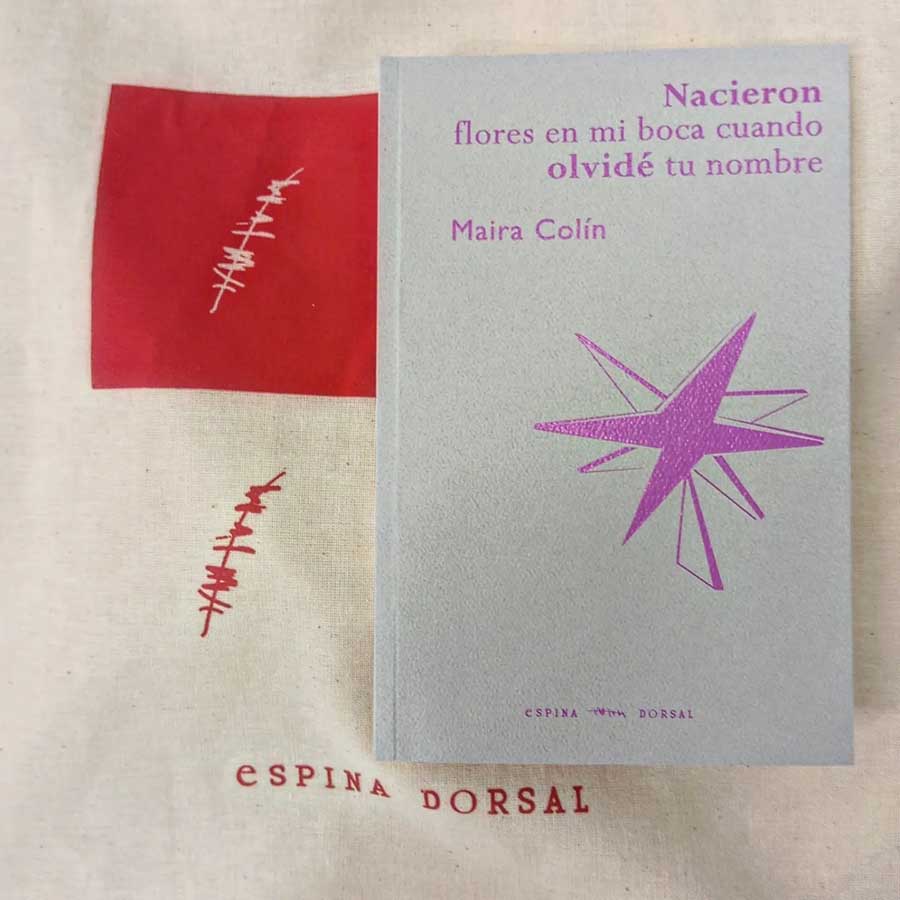 Nacieron
flores en mi boca cuando
olvidé tu nombre
Maira Colín
eSPINA DORSAL
eSPINA DORSAL